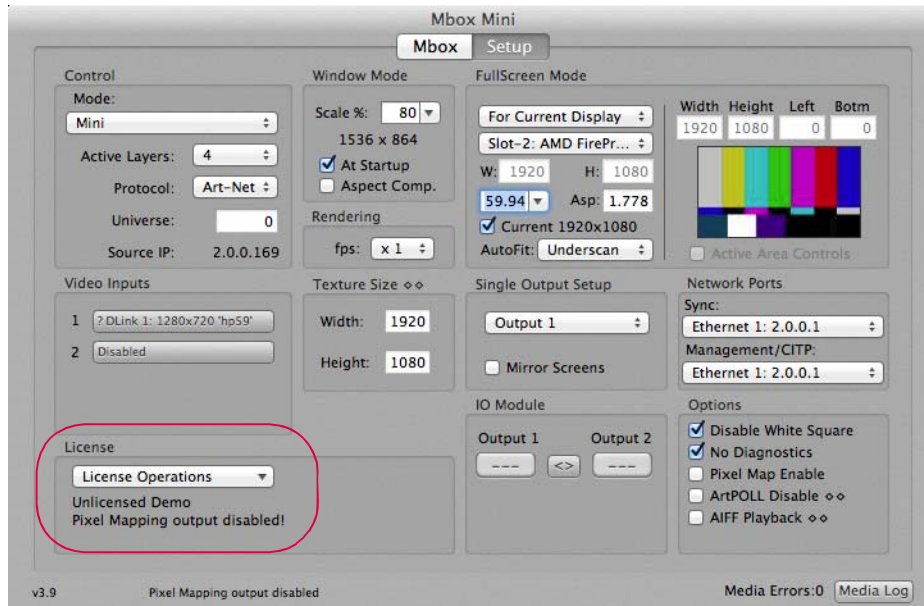 Mbox Mini
Mbox Setup
Control
Mode:
Mini
Active Layers: 4
Protocol: Art-Net
Universe: 0
Source IP: 2.0.0.169
Window Mode
Scale %: 80
1536 x 864
At Startup
Aspect Comp.
Rendering
fps: x 1
FullScreen Mode
For Current Display
Slot-2: AMD FirePr...
W: 1920 H: 1080
59.94 Asp: 1.778
Current 1920x1080
AutoFit: Underscan
Width Height Left Botm
1920 1080 0 0
Active Area Controls
Video Inputs
1 ? DLink 1: 1280x720 'hp59'
2 Disabled
Texture Size ◇◇
Width: 1920
Height: 1080
Single Output Setup
Output 1
Mirror Screens
Network Ports
Sync:
Ethernet 1: 2.0.0.1
Management/CITP:
Ethernet 1: 2.0.0.1
License
License Operations
Unlicensed Demo
Pixel Mapping output disabled!
IO Module
Output 1 Output 2
--- <> ---
Options
Disable White Square
No Diagnostics
Pixel Map Enable
ArtPOLL Disable ◇◇
AIFF Playback ◇◇
v3.9 Pixel Mapping output disabled Media Errors:0 Media Log